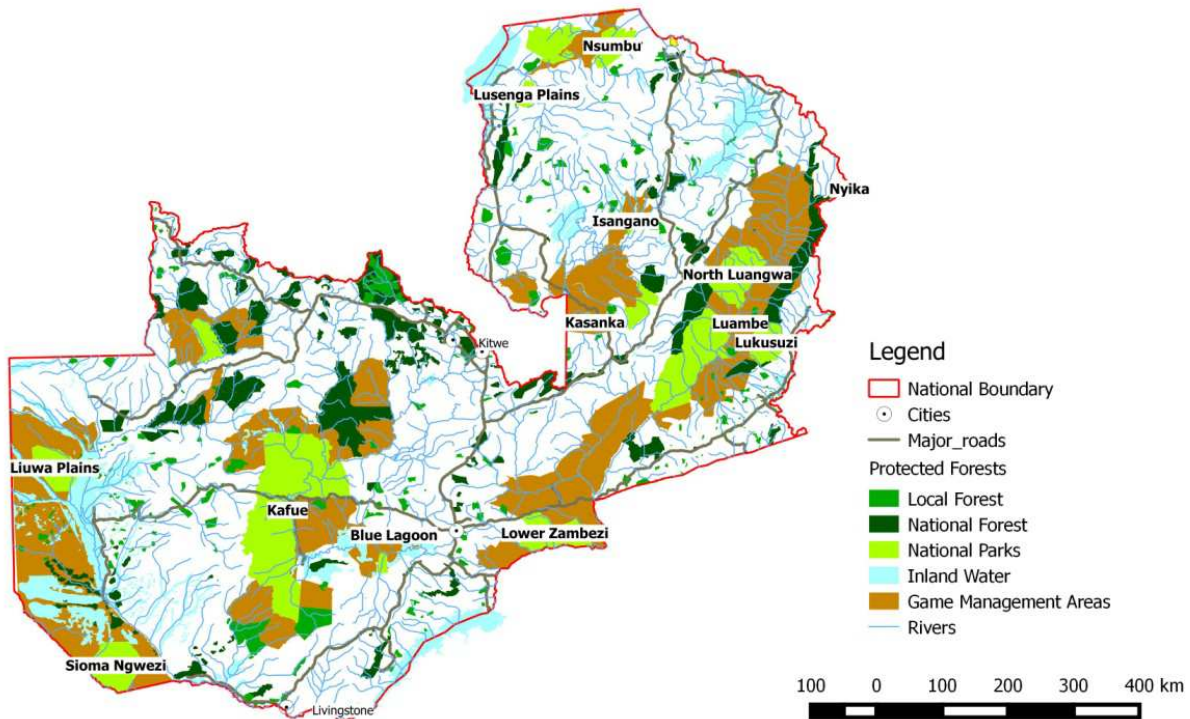 Nsumbu
Lusenga Plains
Nyika
Isangano
North Luangwa
Kasanka
Luambe
Lukusuzi
Kitwe
Liuwa Plains
Kafue
Blue Lagoon
Lower Zambezi
Sioma Ngwezi
Livingstone
Legend
National Boundary
Cities
Major_roads
Protected Forests
Local Forest
National Forest
National Parks
Inland Water
Game Management Areas
Rivers
100 0 100 200 300 400 km